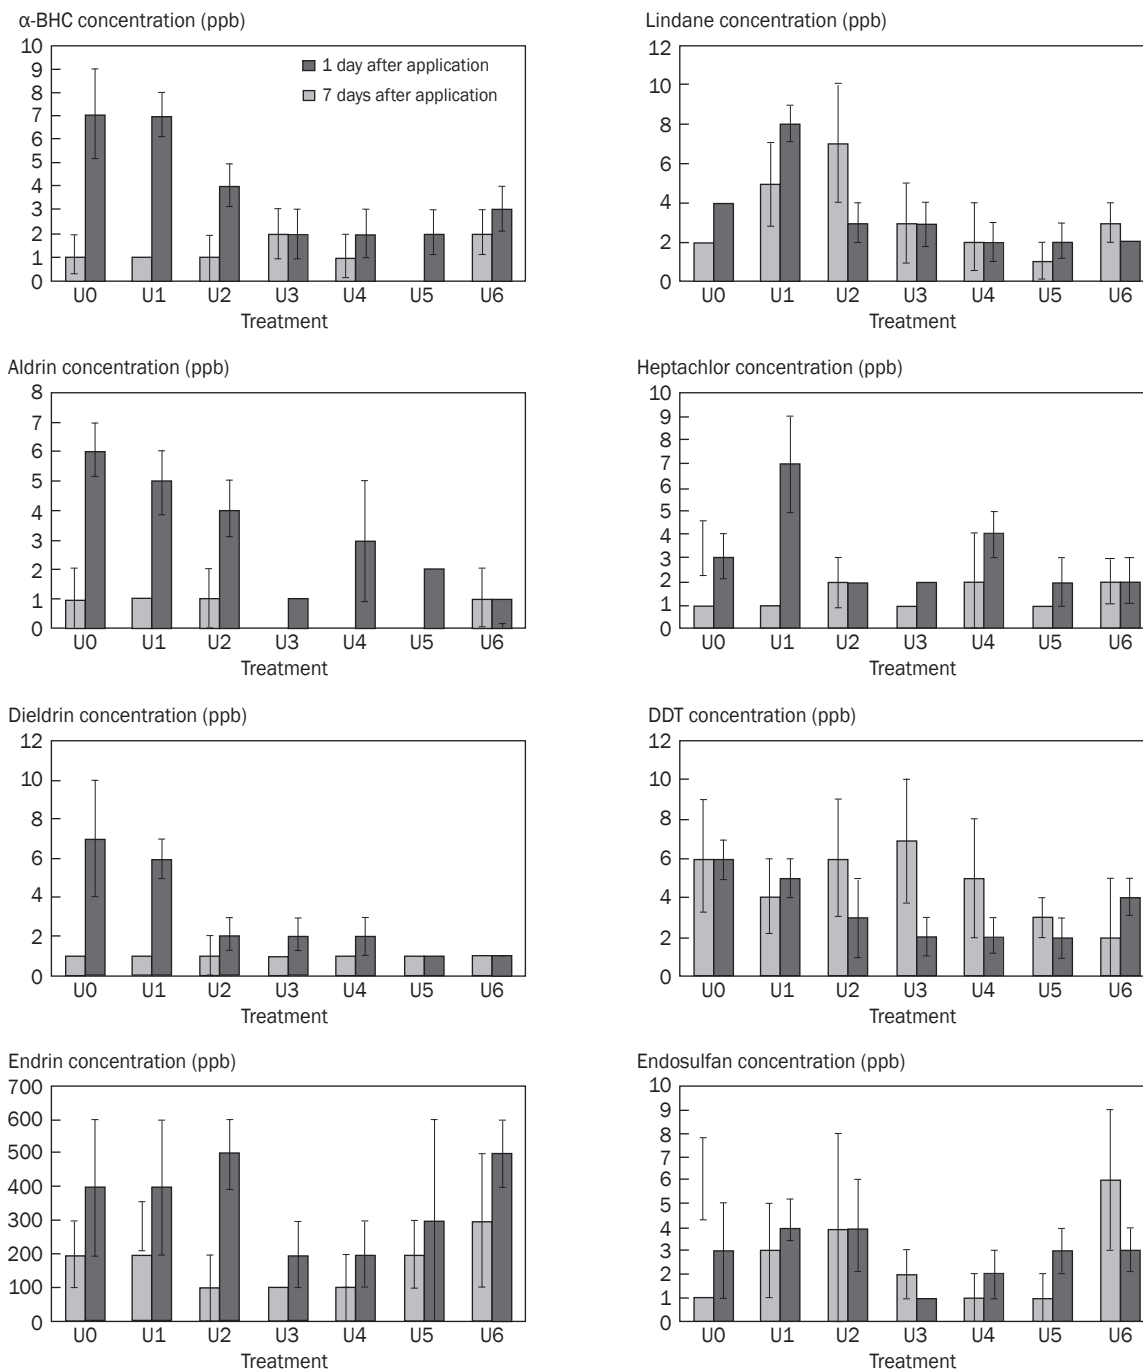 α-BHC concentration (ppb)
10
9
8
7
6
5
4
3
2
1
0
1 day after application
7 days after application
U0 U1 U2 U3 U4 U5 U6
Treatment
Lindane concentration (ppb)
12
10
8
6
4
2
0
U0 U1 U2 U3 U4 U5 U6
Treatment
Aldrin concentration (ppb)
8
7
6
5
4
3
2
1
0
U0 U1 U2 U3 U4 U5 U6
Treatment
Heptachlor concentration (ppb)
10
9
8
7
6
5
4
3
2
1
0
U0 U1 U2 U3 U4 U5 U6
Treatment
Dieldrin concentration (ppb)
12
10
8
6
4
2
0
U0 U1 U2 U3 U4 U5 U6
Treatment
DDT concentration (ppb)
12
10
8
6
4
2
0
U0 U1 U2 U3 U4 U5 U6
Treatment
Endrin concentration (ppb)
700
600
500
400
300
200
100
0
U0 U1 U2 U3 U4 U5 U6
Treatment
Endosulfan concentration (ppb)
10
9
8
7
6
5
4
3
2
1
0
U0 U1 U2 U3 U4 U5 U6
Treatment